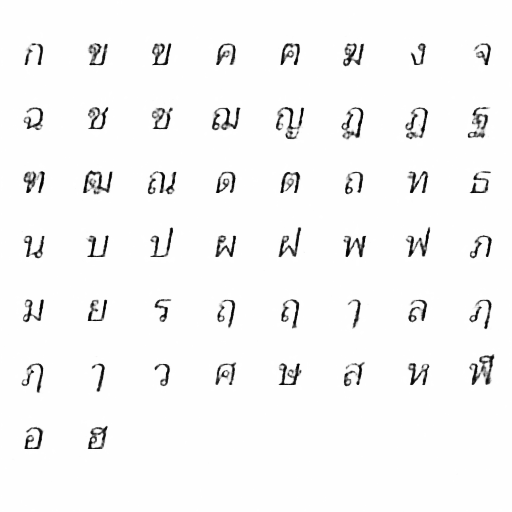 ก ข ฃ ค ฅ ฆ ง จ
ฉ ช ซ ฌ ญ ฎ ฏ ฐ
ฑ ฒ ณ ด ต ถ ท ธ
น บ ป ผ ฝ พ ฟ ภ
ม ย ร ฤ ฤ ๅ ล ฦ
ฦ ๅ ว ศ ษ ส ห ฬ
อ ฮ